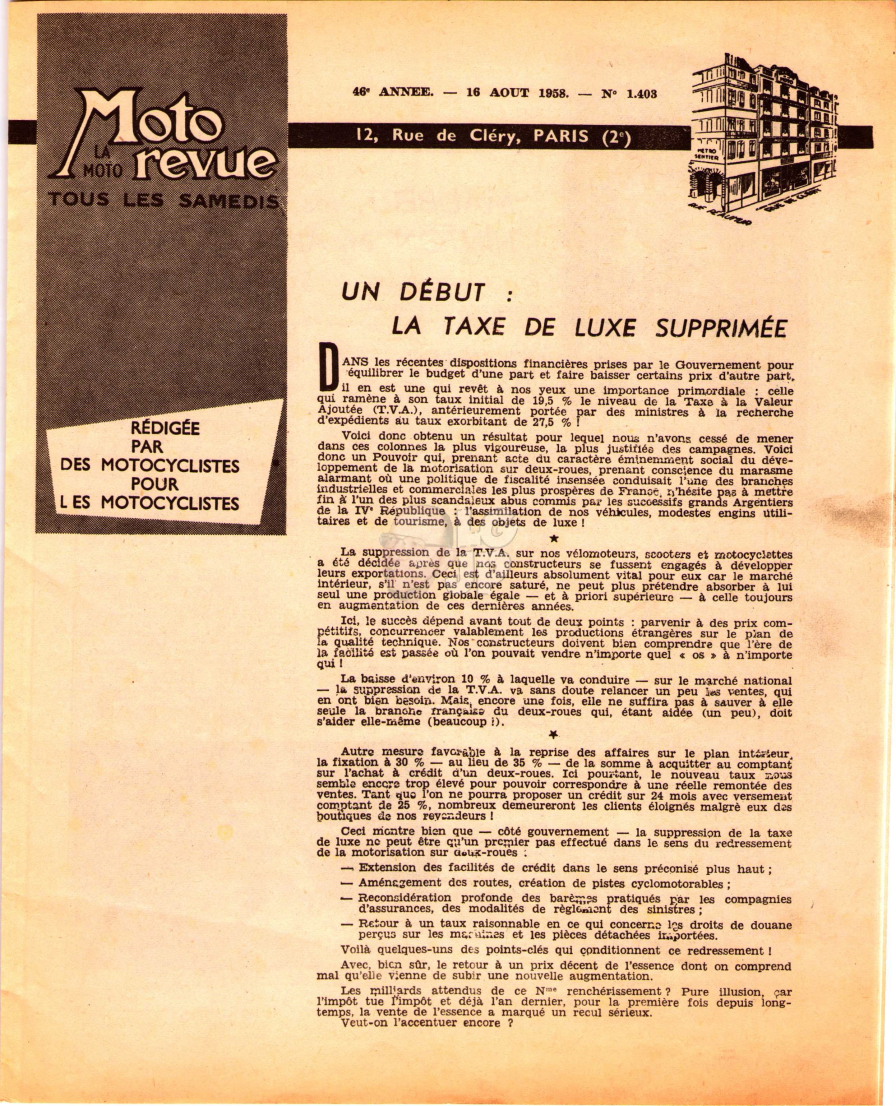 Moto
LA
MOTO revue
TOUS LES SAMEDIS
46e ANNEE. — 16 AOUT 1958. — N° 1.403
12, Rue de Cléry, PARIS (2e)
METRO
SENTIER
RUE DE CLERY
RÉDIGÉE
PAR
DES MOTOCYCLISTES
POUR
LES MOTOCYCLISTES
UN DÉBUT :
LA TAXE DE LUXE SUPPRIMÉE
DANS les récentes dispositions financières prises par le Gouvernement pour
équilibrer le budget d'une part et faire baisser certains prix d'autre part,
il en est une qui revêt à nos yeux une importance primordiale : celle
qui ramène à son taux initial de 19,5 % le niveau de la Taxe à la Valeur
Ajoutée (T.V.A.), antérieurement portée par des ministres à la recherche
d'expédients au taux exorbitant de 27,5 % !
Voici donc obtenu un résultat pour lequel nous n'avons cessé de mener
dans ces colonnes la plus vigoureuse, la plus justifiée des campagnes. Voici
donc un Pouvoir qui, prenant acte du caractère éminemment social du déve-
loppement de la motorisation sur deux-roues, prenant conscience du marasme
alarmant où une politique de fiscalité insensée conduisait l'une des branches
industrielles et commerciales les plus prospères de France, n'hésite pas à mettre
fin à l'un des plus scandaleux abus commis par les successifs grands Argentiers
de la IVe République : l'assimilation de nos véhicules, modestes engins utili-
taires et de tourisme, à des objets de luxe !
★
La suppression de la T.V.A. sur nos vélomoteurs, scooters et motocyclettes
a été décidée après que nos constructeurs se fussent engagés à développer
leurs exportations. Ceci est d'ailleurs absolument vital pour eux car le marché
intérieur, s'il n'est pas encore saturé, ne peut plus prétendre absorber à lui
seul une production globale égale — et à priori supérieure — à celle toujours
en augmentation de ces dernières années.
Ici, le succès dépend avant tout de deux points : parvenir à des prix com-
pétitifs, concurrencer valablement les productions étrangères sur le plan de
la qualité technique. Nos constructeurs doivent bien comprendre que l'ère de
la facilité est passée où l'on pouvait vendre n'importe quel « os » à n'importe
qui !
La baisse d'environ 10 % à laquelle va conduire — sur le marché national
— la suppression de la T.V.A. va sans doute relancer un peu les ventes, qui
en ont bien besoin. Mais, encore une fois, elle ne suffira pas à sauver à elle
seule la branche française du deux-roues qui, étant aidée (un peu), doit
s'aider elle-même (beaucoup !).
★
Autre mesure favorable à la reprise des affaires sur le plan intérieur,
la fixation à 30 % — au lieu de 35 % — de la somme à acquitter au comptant
sur l'achat à crédit d'un deux-roues. Ici pourtant, le nouveau taux nous
semble encore trop élevé pour pouvoir correspondre à une réelle remontée des
ventes. Tant que l'on ne pourra proposer un crédit sur 24 mois avec versement
comptant de 25 %, nombreux demeureront les clients éloignés malgré eux des
boutiques de nos revendeurs !
Ceci montre bien que — côté gouvernement — la suppression de la taxe
de luxe ne peut être qu'un premier pas effectué dans le sens du redressement
de la motorisation sur deux-roues :
— Extension des facilités de crédit dans le sens préconisé plus haut ;
— Aménagement des routes, création de pistes cyclomotorables ;
— Reconsidération profonde des barèmes pratiqués par les compagnies
d'assurances, des modalités de règlement des sinistres ;
— Retour à un taux raisonnable en ce qui concerne les droits de douane
perçus sur les machines et les pièces détachées importées.
Voilà quelques-uns des points-clés qui conditionnent ce redressement !
Avec, bien sûr, le retour à un prix décent de l'essence dont on comprend
mal qu'elle vienne de subir une nouvelle augmentation.
Les milliards attendus de ce Nme renchérissement ? Pure illusion, car
l'impôt tue l'impôt et déjà l'an dernier, pour la première fois depuis long-
temps, la vente de l'essence a marqué un recul sérieux.
Veut-on l'accentuer encore ?